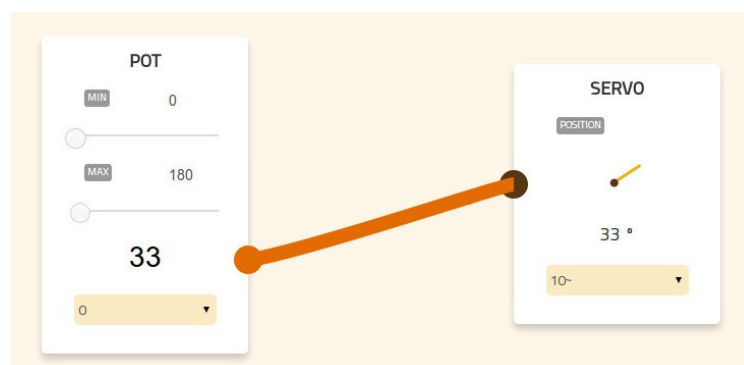 POT
MIN 0
MAX 180
33
0
SERVO
POSITION
33 °
10~